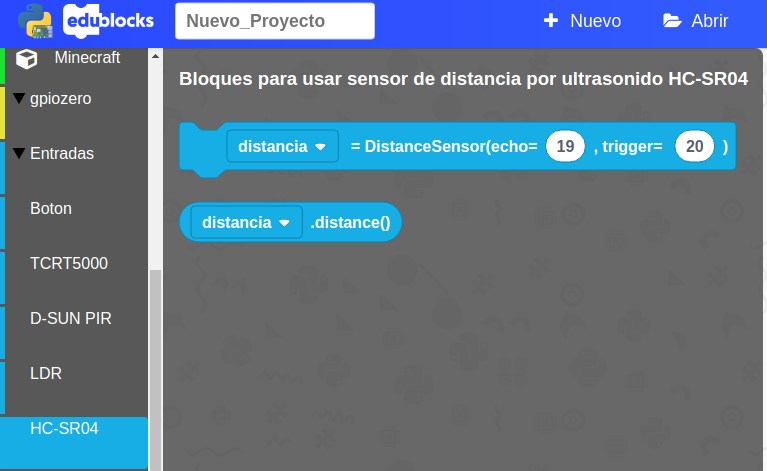 edublocks
Nuevo_Proyecto
Nuevo
Abrir
Minecraft
gpiozero
Entradas
Boton
TCRT5000
D-SUN PIR
LDR
HC-SR04
Bloques para usar sensor de distancia por ultrasonido HC-SR04
distancia = DistanceSensor(echo= 19 , trigger= 20 )
distancia .distance()